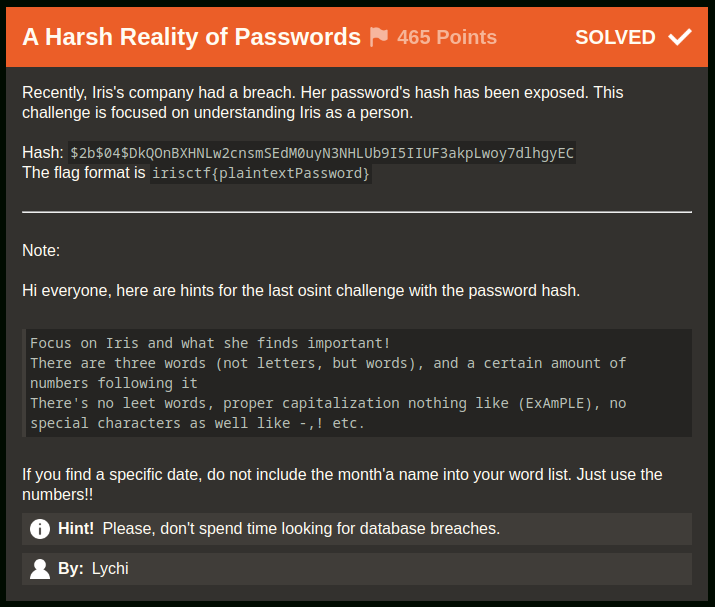 A Harsh Reality of Passwords 465 Points SOLVED
Recently, Iris's company had a breach. Her password's hash has been exposed. This
challenge is focused on understanding Iris as a person.
Hash: $2b$04$DkQOnBXHNLw2cnsmSEdM0uyN3NHLUb9I5IIUF3akpLwoy7dlhgyEC
The flag format is irisctf{plaintextPassword}
Note:
Hi everyone, here are hints for the last osint challenge with the password hash.
Focus on Iris and what she finds important!
There are three words (not letters, but words), and a certain amount of
numbers following it
There's no leet words, proper capitalization nothing like (ExAmPLE), no
special characters as well like -,! etc.
If you find a specific date, do not include the month'a name into your word list. Just use the
numbers!!
Hint! Please, don't spend time looking for database breaches.
By: Lychi